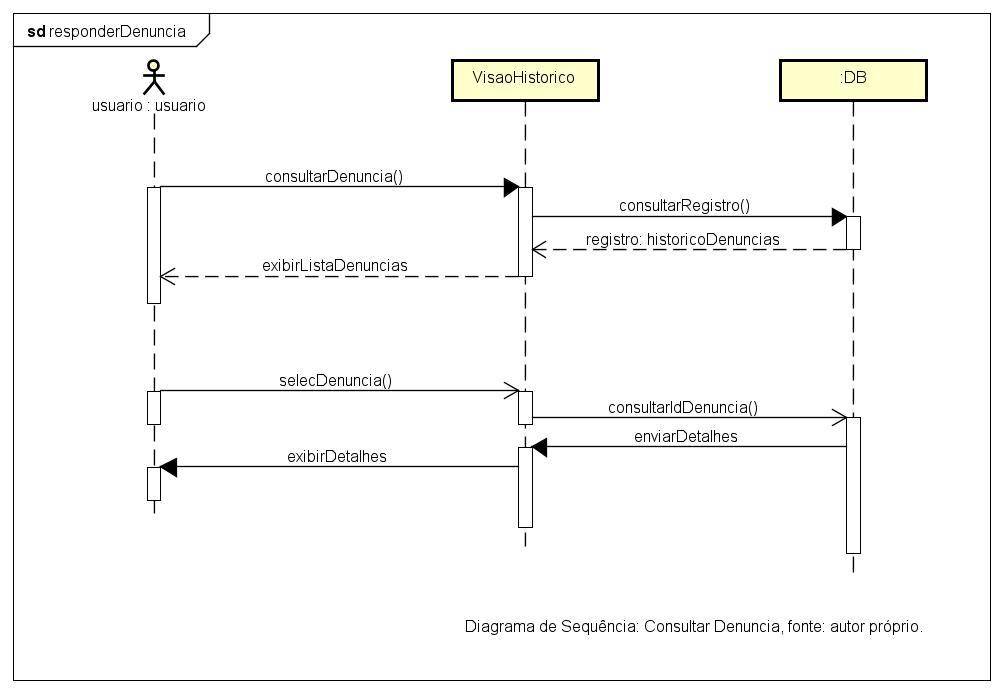 sd responderDenuncia
usuario : usuario
VisaoHistorico
:DB
consultarDenuncia()
consultarRegistro()
registro: historicoDenuncias
exibirListaDenuncias
selecDenuncia()
consultarIdDenuncia()
enviarDetalhes
exibirDetalhes
Diagrama de Sequência: Consultar Denuncia, fonte: autor próprio.